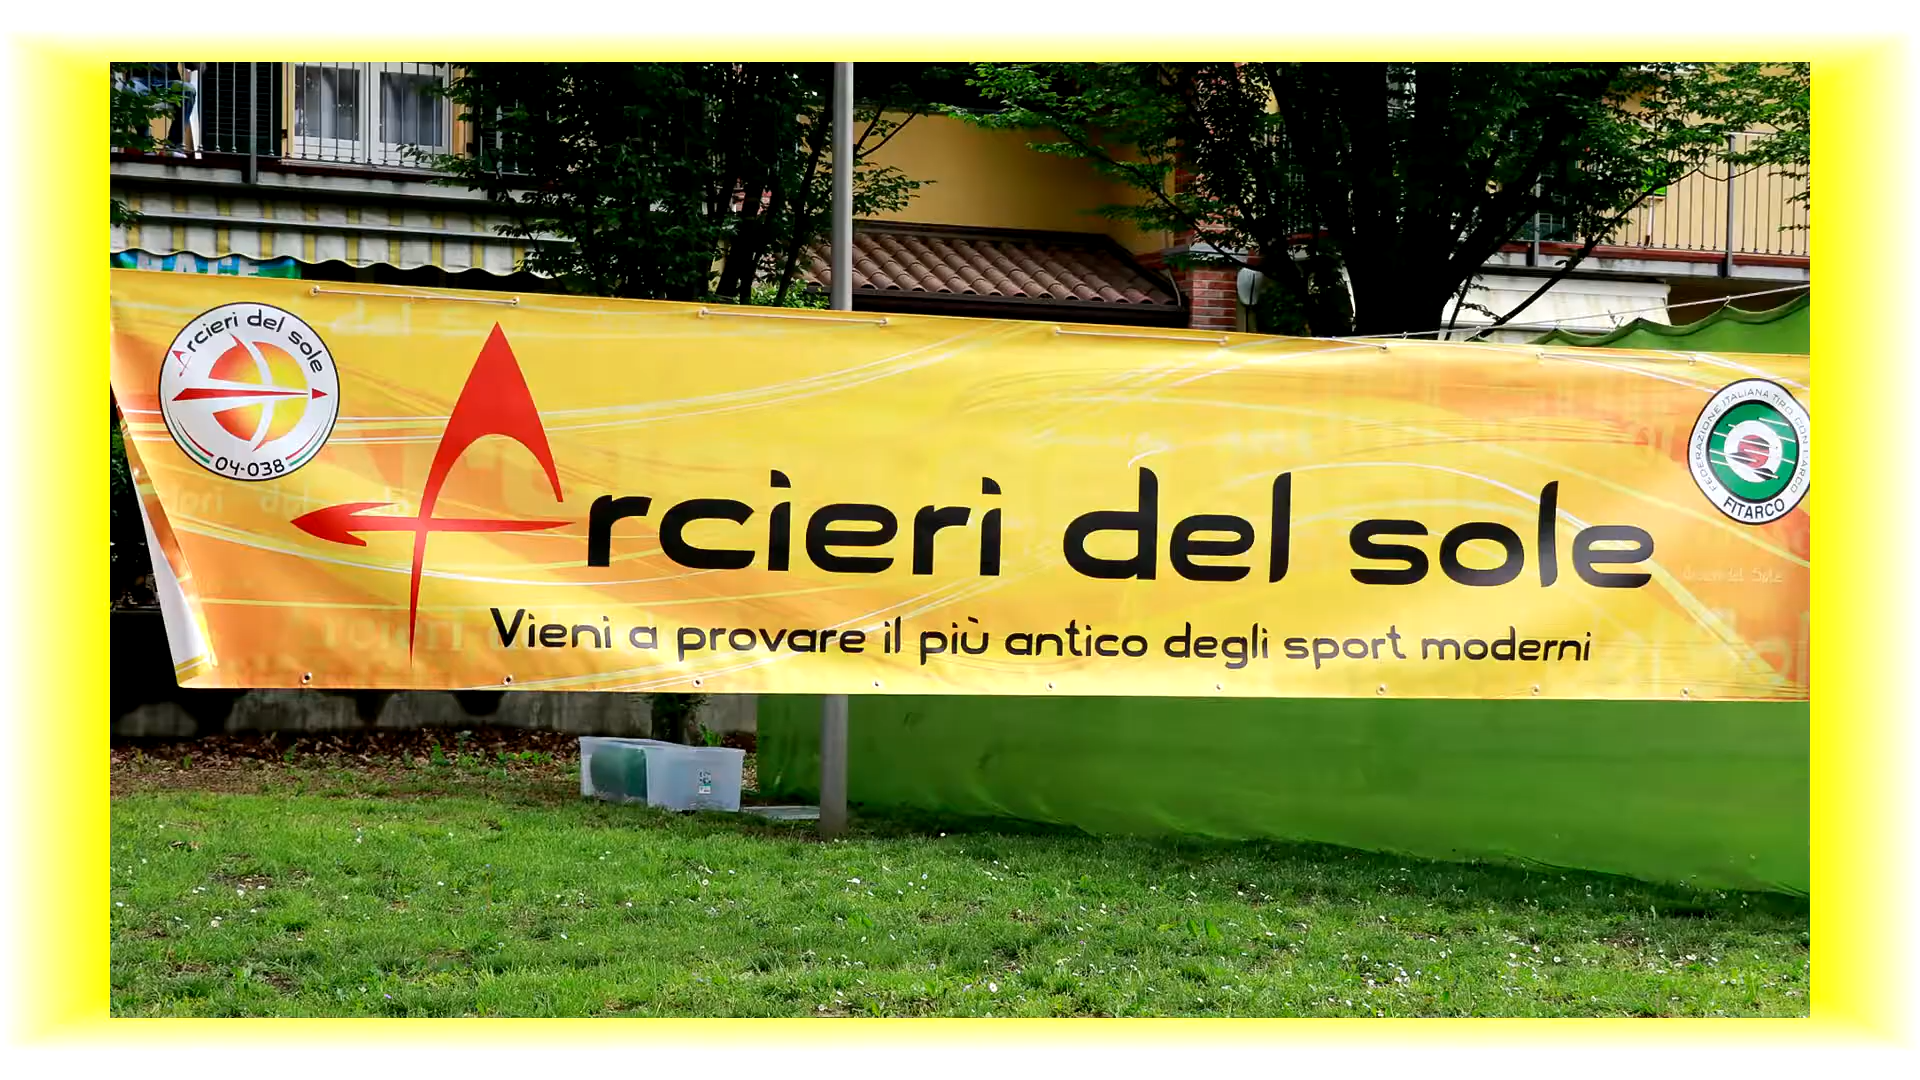 Arcieri del sole
04-038
Arcieri del sole
Vieni a provare il più antico degli sport moderni
FEDERAZIONE ITALIANA TIRO CON L'ARCO
FITARCO
Arcieri del Sole